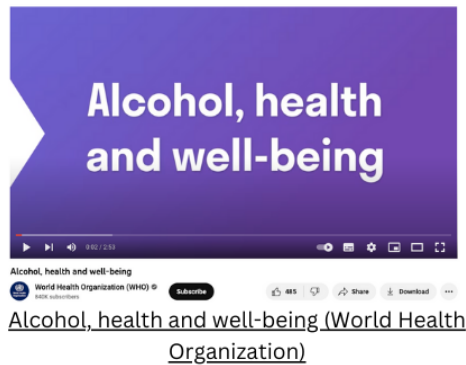 Alcohol, health
and well-being
0:02 / 2:53
Alcohol, health and well-being
World Health Organization (WHO)
840K subscribers
Subscribe
485
Share
Download
Alcohol, health and well-being (World Health
Organization)